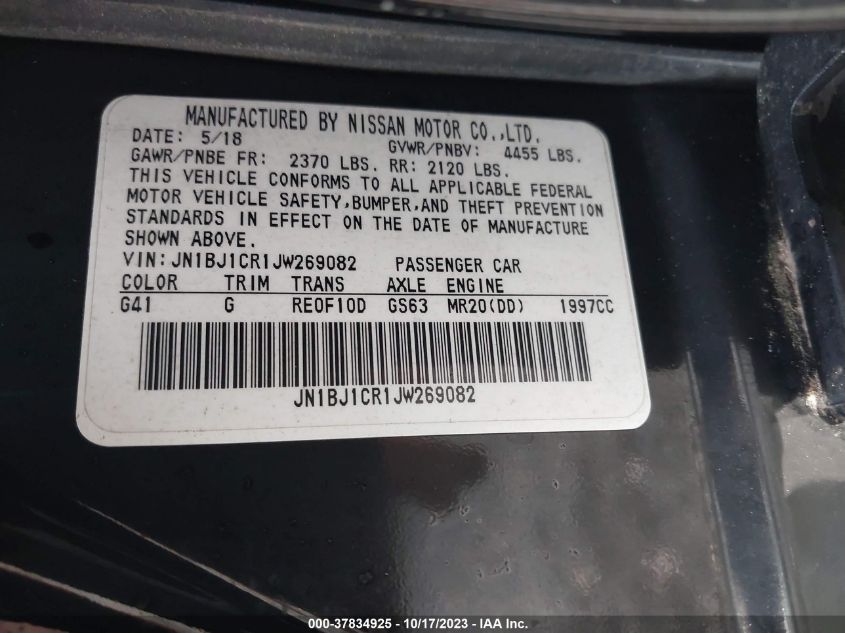 MANUFACTURED BY NISSAN MOTOR CO.,LTD.
DATE: 5/18 GVWR/PNBV: 4455 LBS.
GAWR/PNBE FR: 2370 LBS. RR: 2120 LBS.
THIS VEHICLE CONFORMS TO ALL APPLICABLE FEDERAL
MOTOR VEHICLE SAFETY,BUMPER,AND THEFT PREVENTION
STANDARDS IN EFFECT ON THE DATE OF MANUFACTURE
SHOWN ABOVE.
VIN:JN1BJ1CR1JW269082 PASSENGER CAR
COLOR TRIM TRANS AXLE ENGINE
G41 G RE0F10D GS63 MR20(DD) 1997CC
JN1BJ1CR1JW269082
000-37834925 - 10/17/2023 - IAAI Inc.